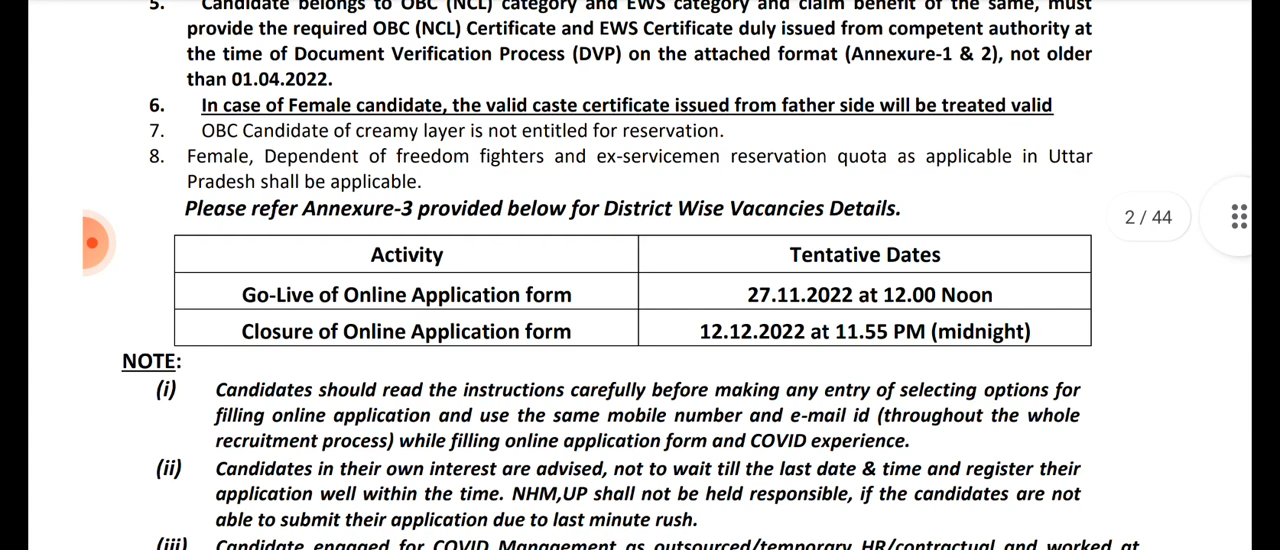 5. Candidate belongs to OBC (NCL) category and EWS category and claim benefit of the same, must
provide the required OBC (NCL) Certificate and EWS Certificate duly issued from competent authority at
the time of Document Verification Process (DVP) on the attached format (Annexure-1 & 2), not older
than 01.04.2022.
6. In case of Female candidate, the valid caste certificate issued from father side will be treated valid
7. OBC Candidate of creamy layer is not entitled for reservation.
8. Female, Dependent of freedom fighters and ex-servicemen reservation quota as applicable in Uttar
Pradesh shall be applicable.
Please refer Annexure-3 provided below for District Wise Vacancies Details.
2 / 44
Activity Tentative Dates
Go-Live of Online Application form 27.11.2022 at 12.00 Noon
Closure of Online Application form 12.12.2022 at 11.55 PM (midnight)
NOTE:
(i) Candidates should read the instructions carefully before making any entry of selecting options for
filling online application and use the same mobile number and e-mail id (throughout the whole
recruitment process) while filling online application form and COVID experience.
(ii) Candidates in their own interest are advised, not to wait till the last date & time and register their
application well within the time. NHM,UP shall not be held responsible, if the candidates are not
able to submit their application due to last minute rush.
(iii) Candidate engaged for COVID Management as outsourced/temporary HR/contractual and worked at